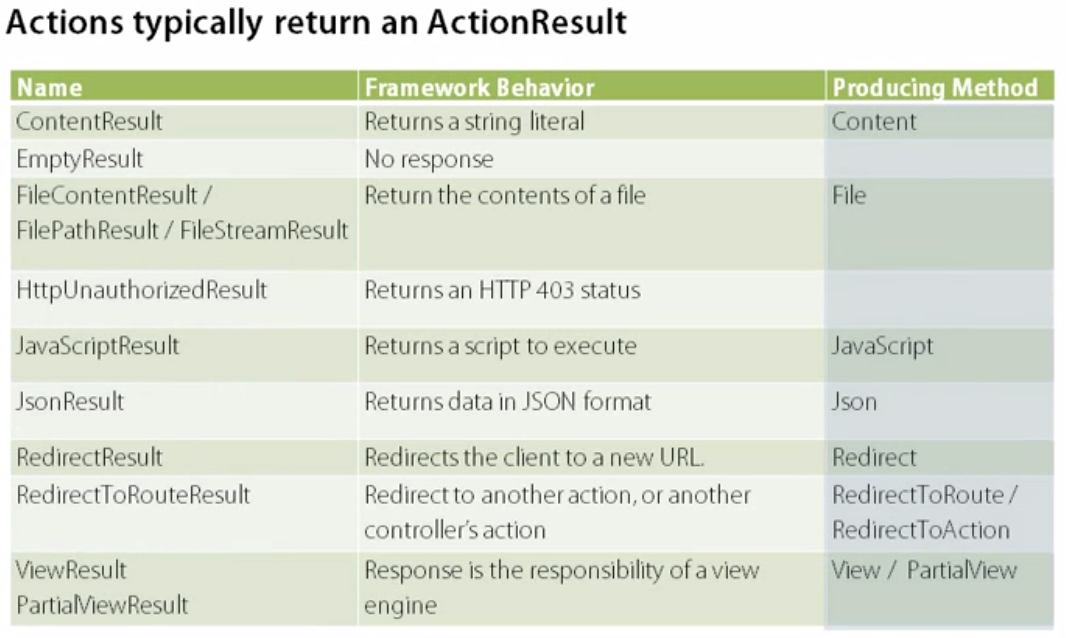 Actions typically return an ActionResult
Name Framework Behavior Producing Method
ContentResult Returns a string literal Content
EmptyResult No response
FileContentResult / Return the contents of a file File
FilePathResult / FileStreamResult
HttpUnauthorizedResult Returns an HTTP 403 status
JavaScriptResult Returns a script to execute JavaScript
JsonResult Returns data in JSON format Json
RedirectResult Redirects the client to a new URL. Redirect
RedirectToRouteResult Redirect to another action, or another RedirectToRoute /
controller's action RedirectToAction
ViewResult Response is the responsibility of a view View / PartialView
PartialViewResult engine